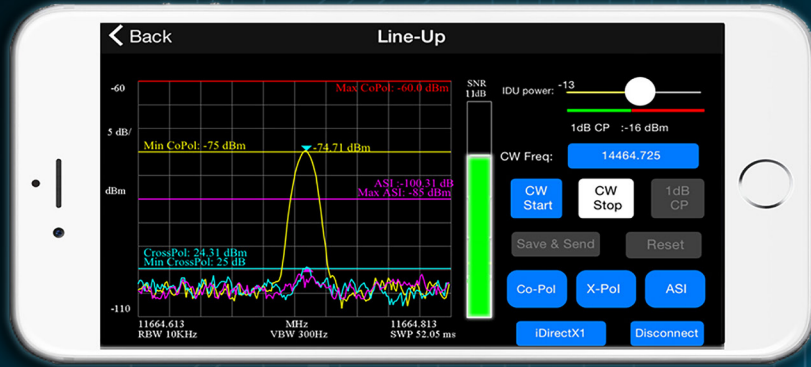 Back
Line-Up
-60
Max CoPol: -60.0 dBm
5 dB/
Min CoPol: -75 dBm
-74.71 dBm
dBm
ASI :-100.31 dB
Max ASI: -85 dBm
CrossPol: 24.31 dBm
Min CrossPol: 25 dB
-110
11664.613
MHz
11664.813
RBW 10KHz
VBW 300Hz
SWP 52.05 ms
SNR
11dB
IDU power:
-13
1dB CP :-16 dBm
CW Freq:
14464.725
CW
Start
CW
Stop
1dB
CP
Save & Send
Reset
Co-Pol
X-Pol
ASI
iDirectX1
Disconnect